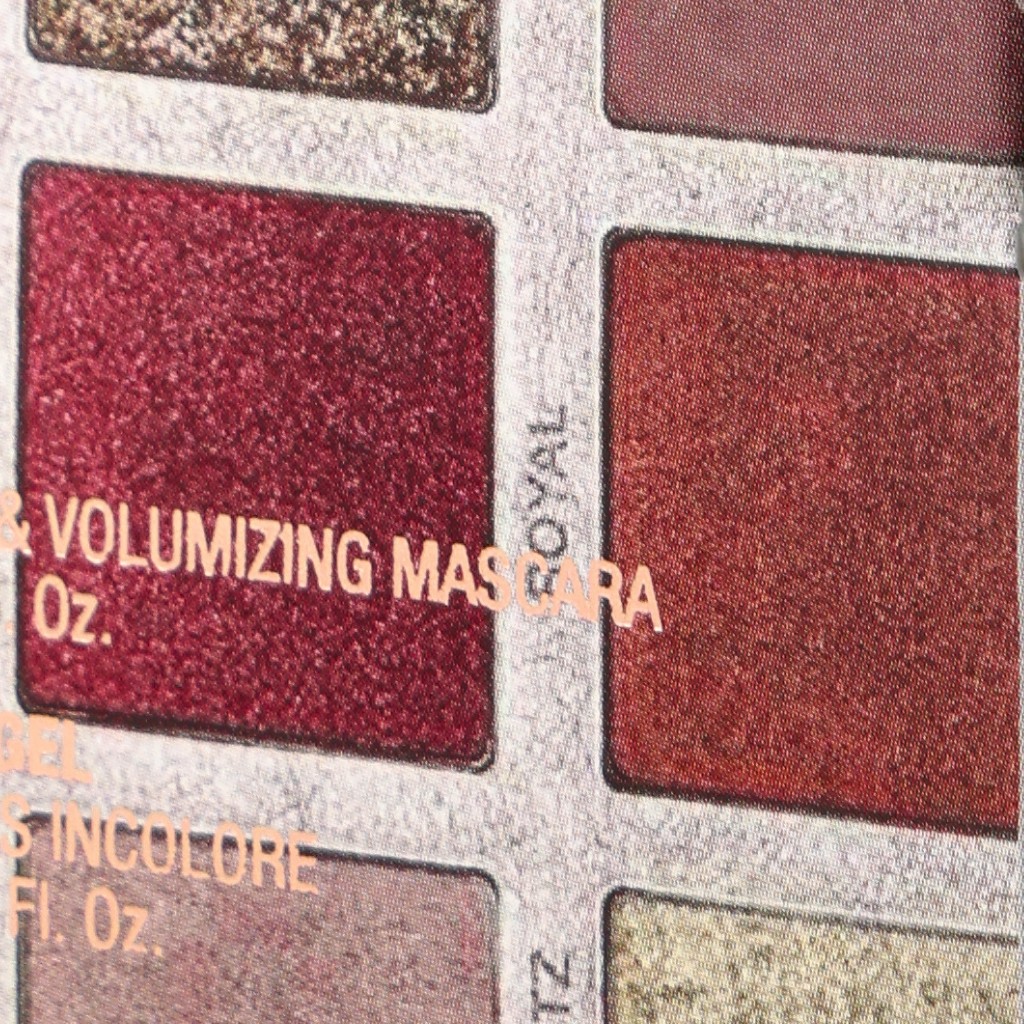 & VOLUMIZING MASCARA
Oz.
GEL
INCOLORE
Fl. Oz.
ROYAL